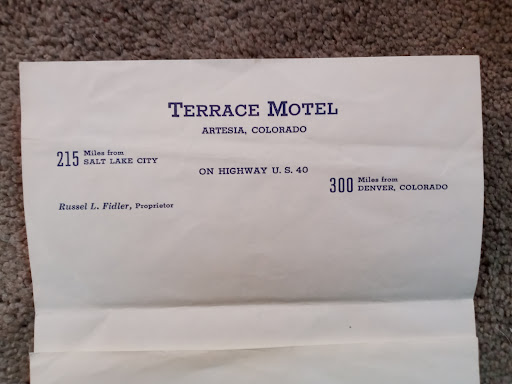 TERRACE MOTEL
ARTESIA, COLORADO
215 Miles from
SALT LAKE CITY
ON HIGHWAY U. S. 40
300 Miles from
DENVER, COLORADO
Russel L. Fidler, Proprietor